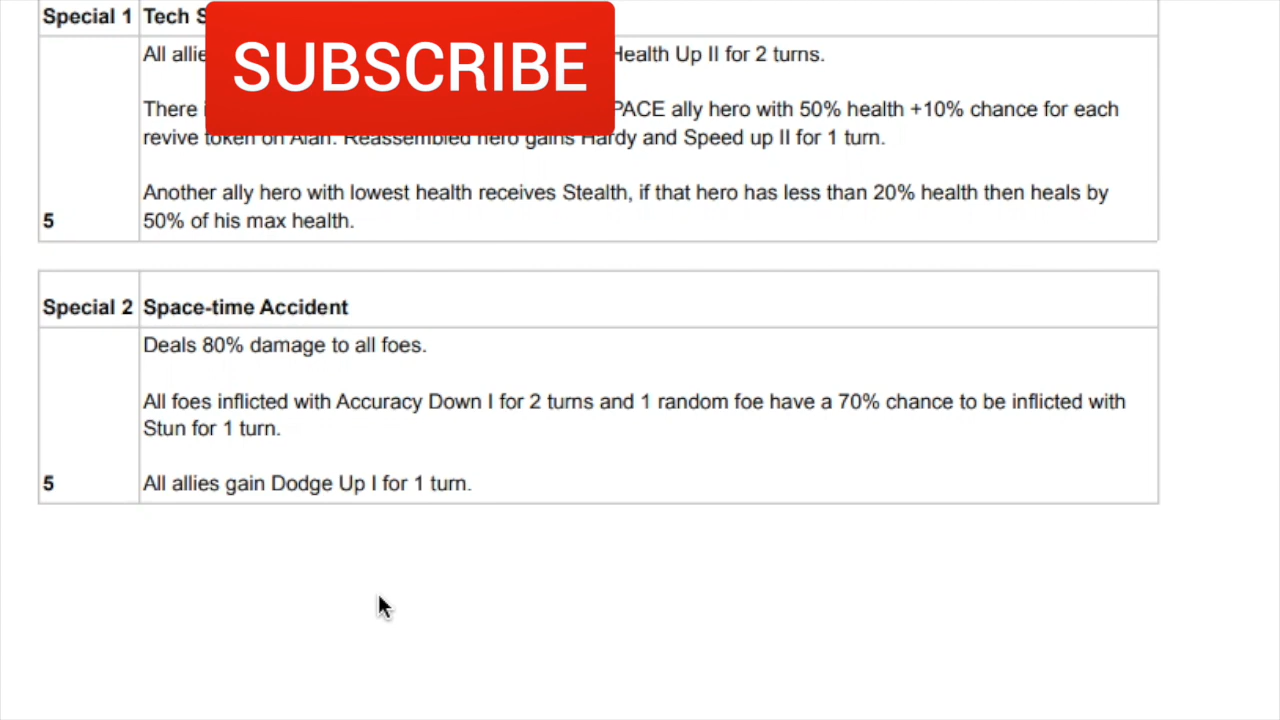 Special 1 Tech
SUBSCRIBE
All Health Up II for 2 turns.
There ally hero with 50% health +10% chance for each
revive token on Alan. Reassembled hero gains Hardy and Speed up II for 1 turn.
Another ally hero with lowest health receives Stealth, if that hero has less than 20% health then heals by
5 50% of his max health.
Special 2 Space-time Accident
Deals 80% damage to all foes.
All foes inflicted with Accuracy Down I for 2 turns and 1 random foe have a 70% chance to be inflicted with
Stun for 1 turn.
5 All allies gain Dodge Up I for 1 turn.